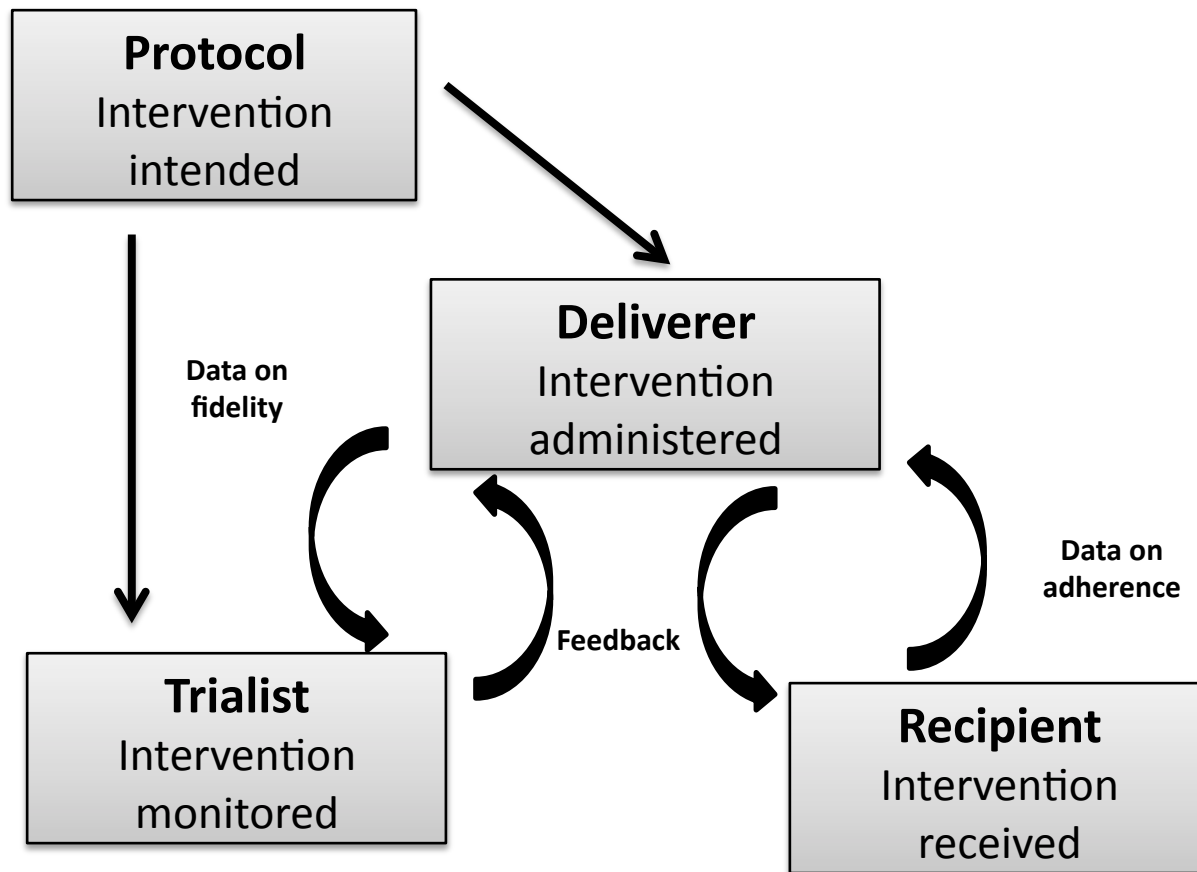 Protocol
Intervention
intended
Deliverer
Intervention
administered
Data on
fidelity
Data on
adherence
Feedback
Trialist
Intervention
monitored
Recipient
Intervention
received